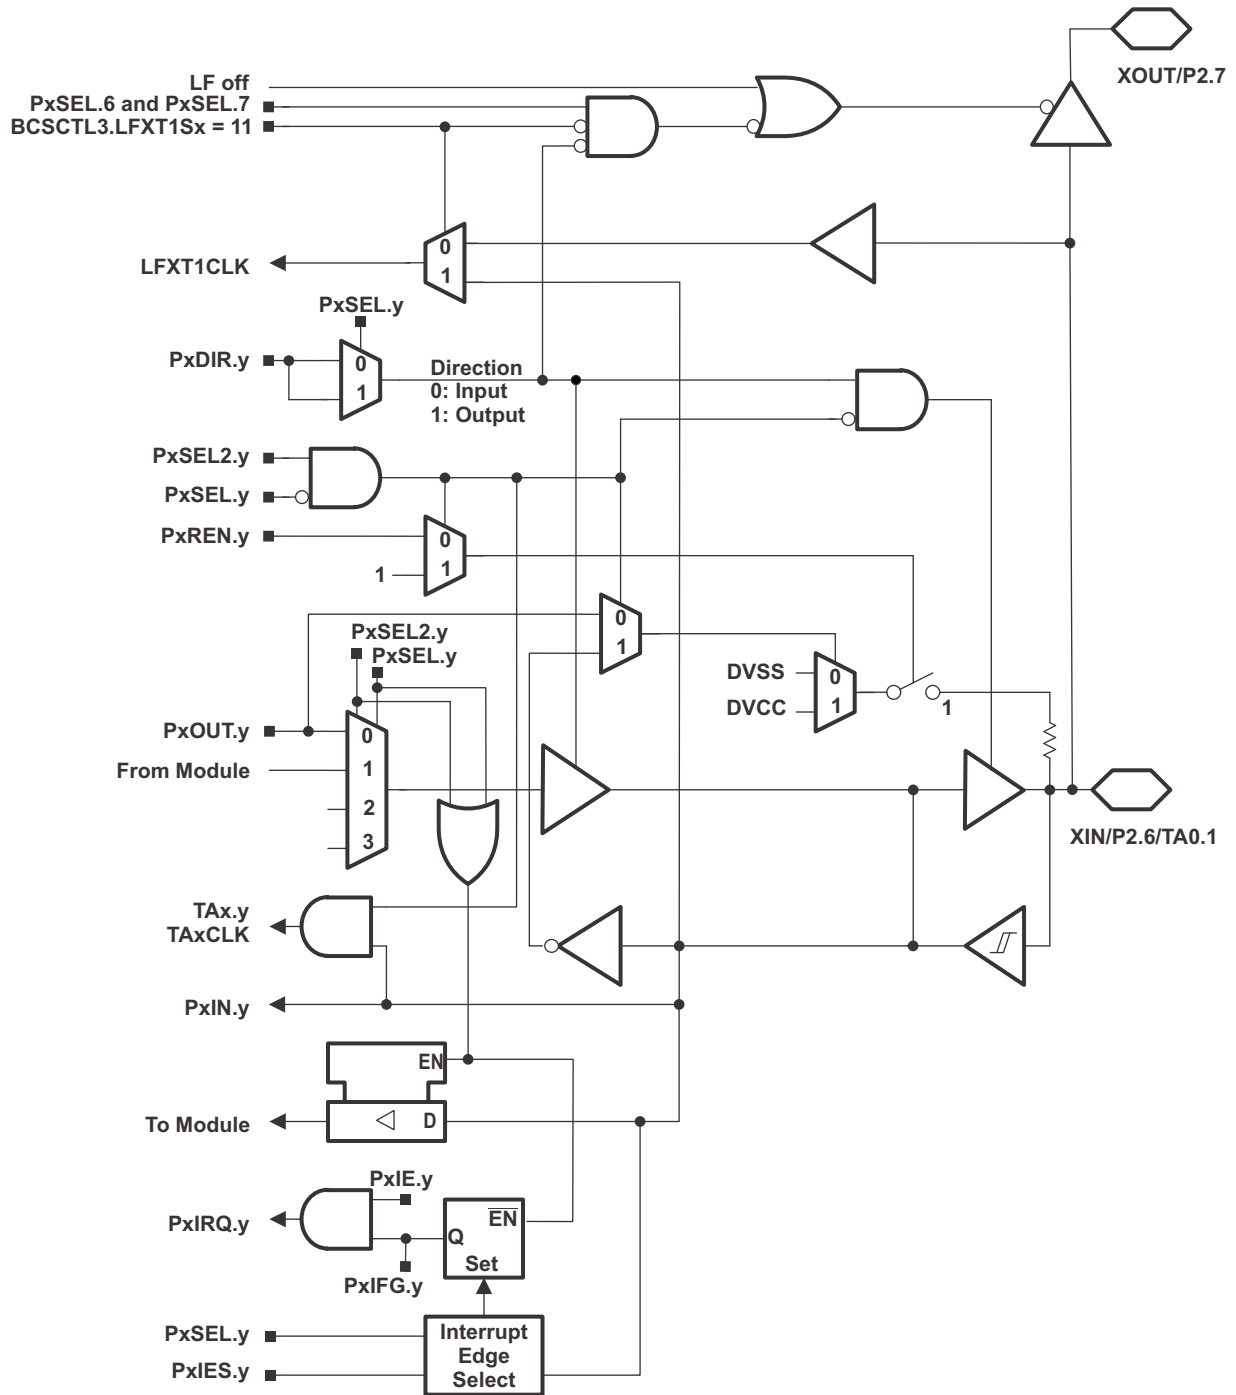 XOUT/P2.7
LF off
PxSEL.6 and PxSEL.7
BCSCTL3.LFXT1Sx = 11
0
LFXT1CLK
1
PxSEL.y
PxDIR.y
0
1
Direction
0: Input
1: Output
PxSEL2.y
PxSEL.y
PxREN.y
0
1
1
0
1
PxSEL2.y
PxSEL.y
DVSS
0
DVCC
1
1
PxOUT.y
0
From Module
1
2
3
XIN/P2.6/TA0.1
TAx.y
TAxCLK
PxIN.y
EN
To Module
D
PxIE.y
PxIRQ.y
EN
Q
Set
PxIFG.y
PxSEL.y
PxIES.y
Interrupt
Edge
Select